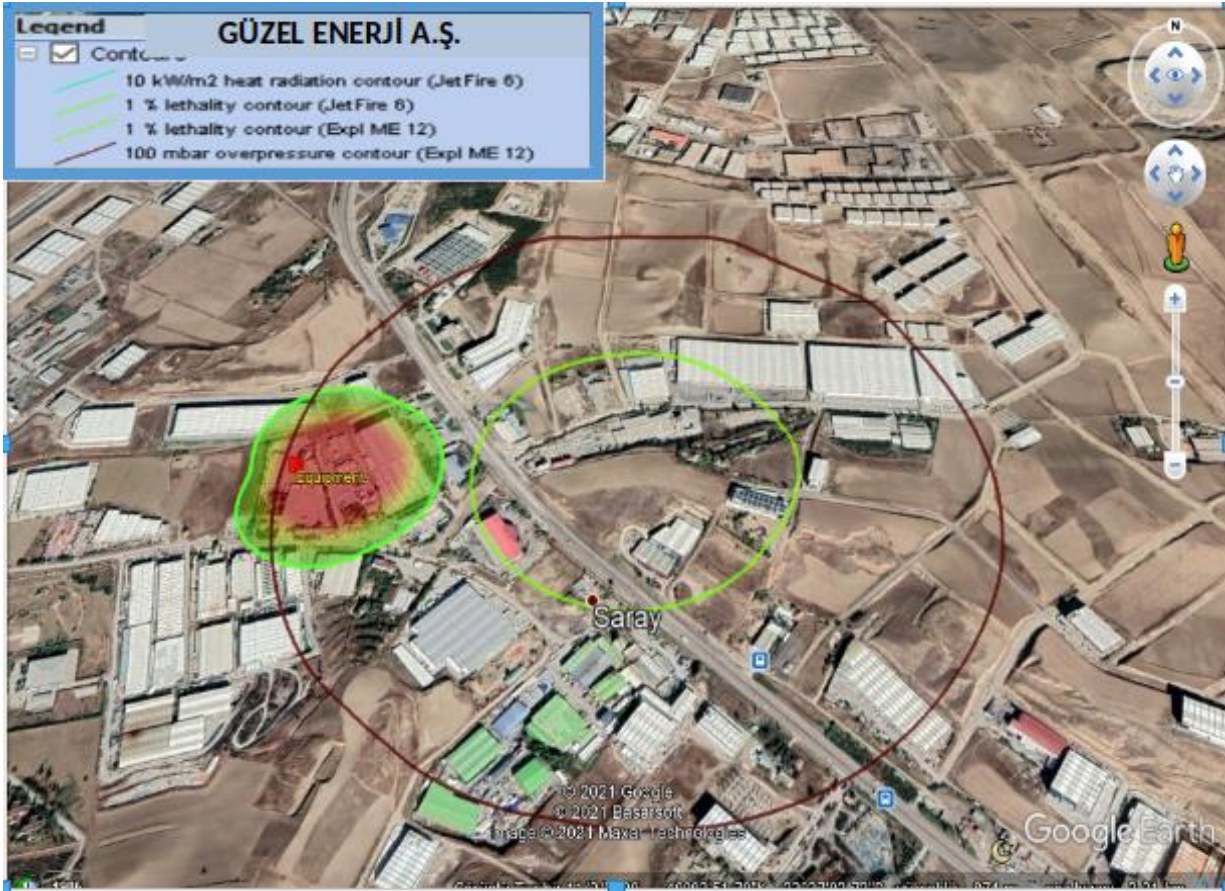 Legend
GÜZEL ENERJİ A.Ş.
Contours
10 kW/m2 heat radiation contour (JetFire 6)
1 % lethality contour (JetFire 6)
1 % lethality contour (Expl ME 12)
100 mbar overpressure contour (Expl ME 12)
N
Equipment
Saray
© 2021 Google
© 2021 Basarsoft
Image © 2021 Maxar Technologies
Google Earth